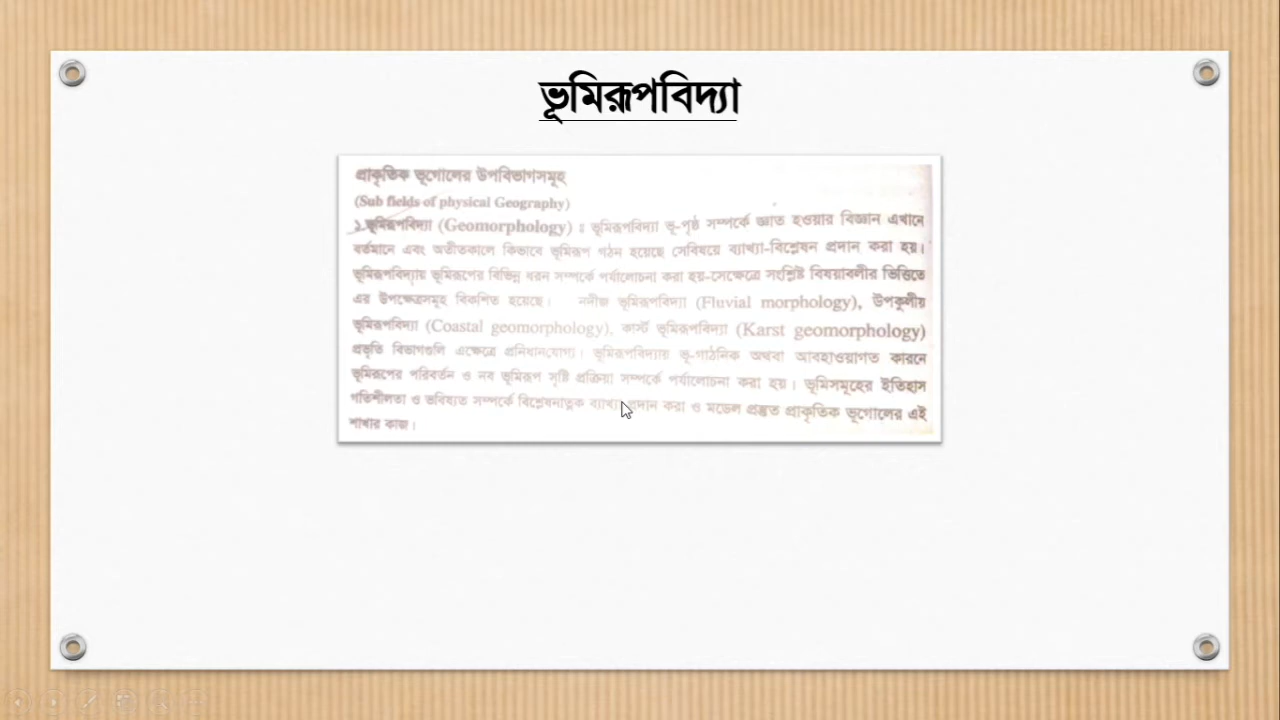 ভূমিরূপবিদ্যা
প্রাকৃতিক ভূগোলের উপবিভাগসমূহ
(Sub fields of physical Geography)
১. ভূমিরূপবিদ্যা (Geomorphology) : ভূমিরূপবিদ্যা ভূ-পৃষ্ঠ সম্পর্কে জ্ঞাত হওয়ার বিজ্ঞান এখানে
বর্তমানে এবং অতীতকালে কিভাবে ভূমিরূপ গঠন হয়েছে সেবিষয়ে ব্যাখ্যা-বিশ্লেষন প্রদান করা হয়।
ভূমিরূপবিদ্যায় ভূমিরূপের বিভিন্ন ধরন সম্পর্কে পর্যালোচনা করা হয়-সেক্ষেত্রে সংশ্লিষ্ট বিষয়াবলীর ভিত্তিতে
এর উপক্ষেত্রসমূহ বিকশিত হয়েছে। নদীজ ভূমিরূপবিদ্যা (Fluvial morphology), উপকূলীয়
ভূমিরূপবিদ্যা (Coastal geomorphology), কার্স্ট ভূমিরূপবিদ্যা (Karst geomorphology)
প্রভৃতি বিভাগগুলি এক্ষেত্রে প্রনিধানযোগ্য। ভূমিরূপবিদ্যায় ভূ-গাঠনিক অথবা আবহাওয়াগত কারনে
ভূমিরূপের পরিবর্তন ও নব ভূমিরূপ সৃষ্টি প্রক্রিয়া সম্পর্কে পর্যালোচনা করা হয়। ভূমিসমূহের ইতিহাস
গতিশীলতা ও ভবিষ্যত সম্পর্কে বিশ্লেষনাত্নক ব্যাখ্যা প্রদান করা ও মডেল প্রস্তুত প্রাকৃতিক ভূগোলের এই
শাখার কাজ।